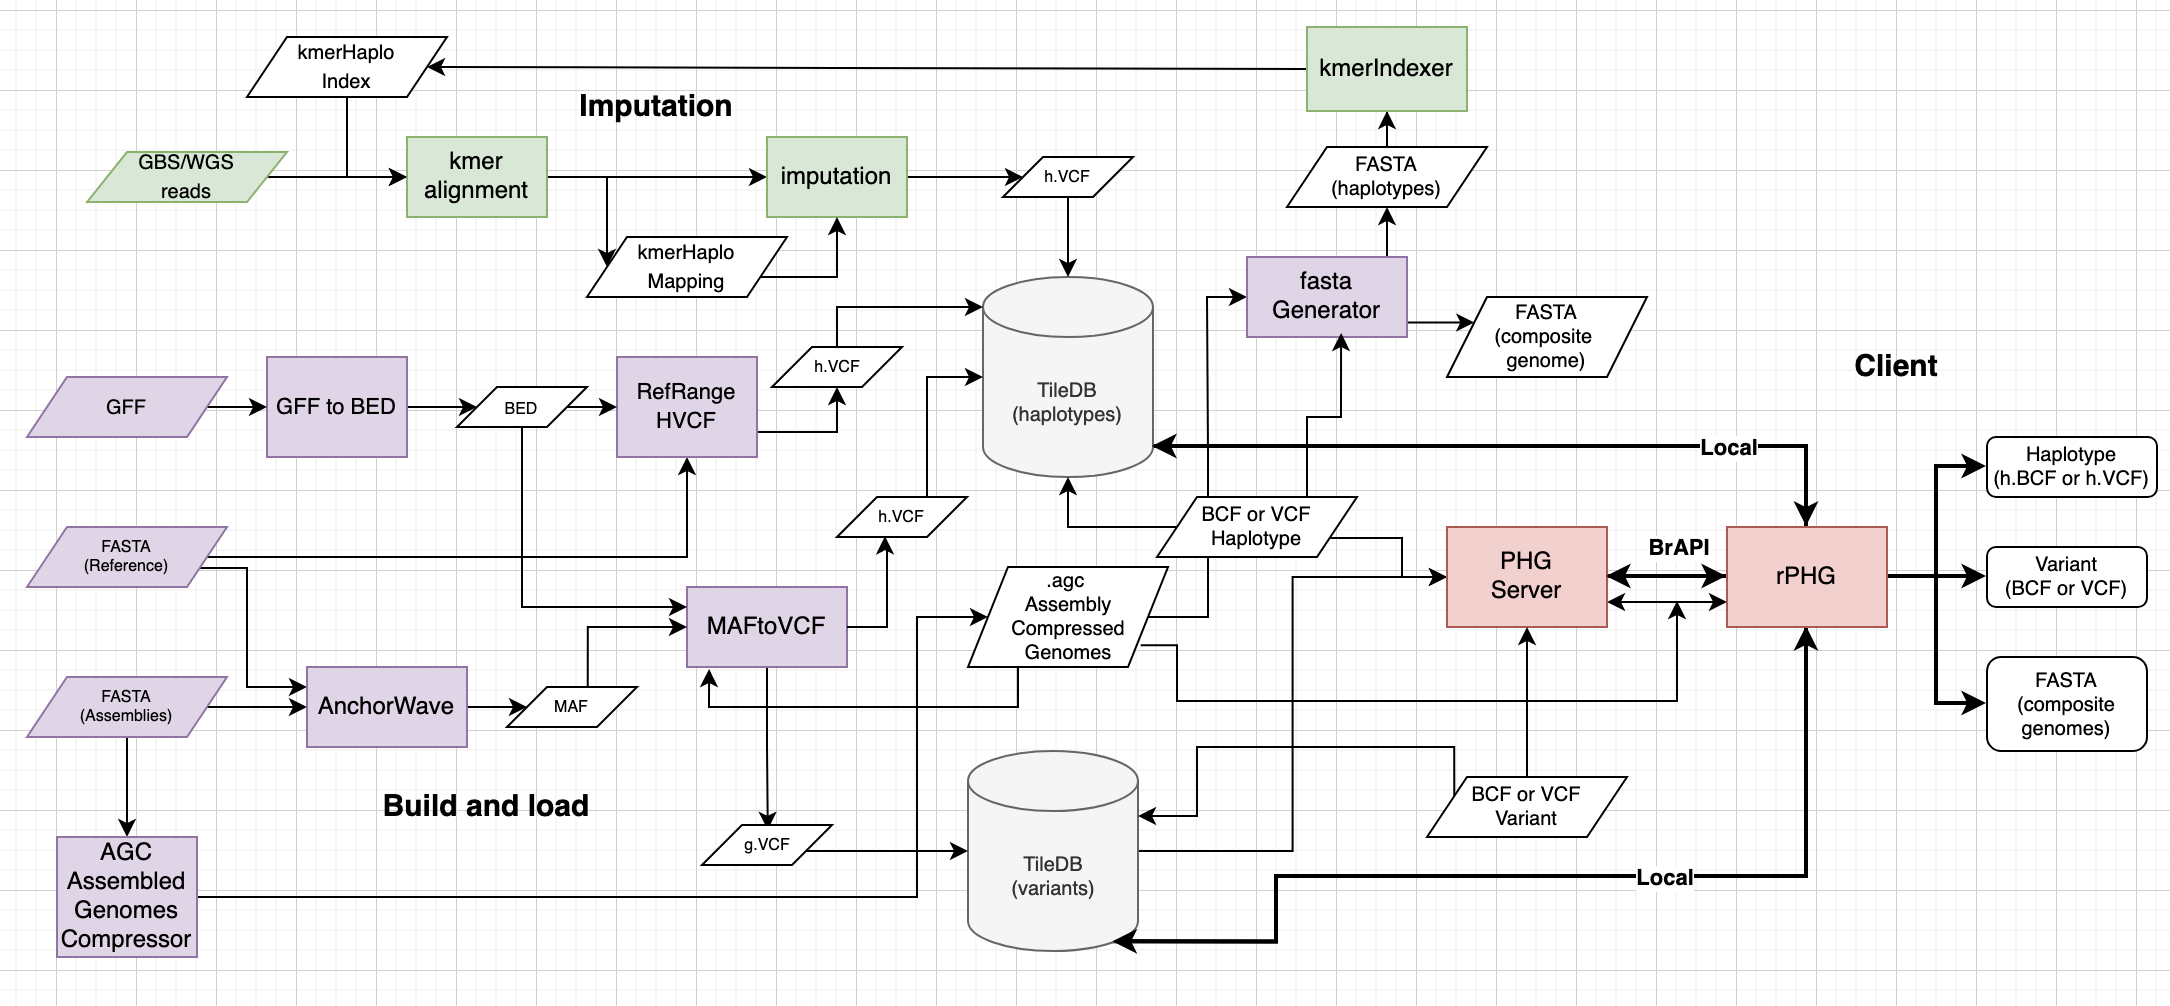 kmerHaplo
Index
kmerIndexer
Imputation
GBS/WGS
reads
kmer
alignment
imputation
h.VCF
FASTA
(haplotypes)
kmerHaplo
Mapping
fasta
Generator
FASTA
(composite
genome)
Client
GFF
GFF to BED
BED
RefRange
HVCF
h.VCF
TileDB
(haplotypes)
Local
Haplotype
(h.BCF or h.VCF)
h.VCF
BCF or VCF
Haplotype
FASTA
(Reference)
PHG
Server
BrAPI
rPHG
Variant
(BCF or VCF)
.agc
Assembly
Compressed
Genomes
MAFtoVCF
FASTA
(Assemblies)
AnchorWave
MAF
FASTA
(composite
genomes)
Build and load
BCF or VCF
Variant
g.VCF
TileDB
(variants)
Local
AGC
Assembled
Genomes
Compressor